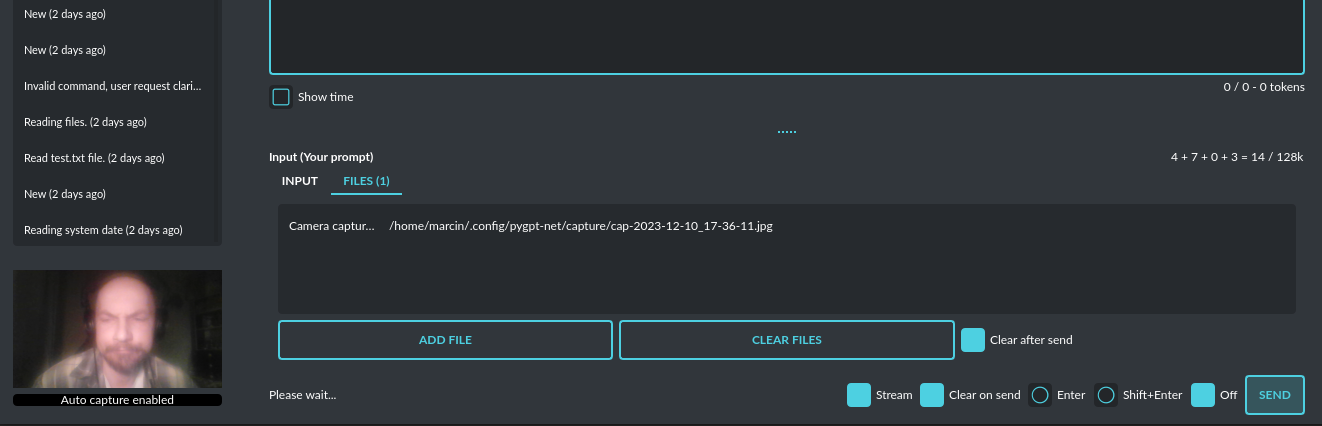 New (2 days ago)
New (2 days ago)
Invalid command, user request clari...
Reading files. (2 days ago)
Read test.txt file. (2 days ago)
New (2 days ago)
Reading system date (2 days ago)
Auto capture enabled
0 / 0 - 0 tokens
Show time
Input (Your prompt)
4 + 7 + 0 + 3 = 14 / 128k
INPUT
FILES (1)
Camera captur... /home/marcin/.config/pygpt-net/capture/cap-2023-12-10_17-36-11.jpg
ADD FILE
CLEAR FILES
Clear after send
Please wait...
Stream
Clear on send
Enter
Shift+Enter
Off
SEND